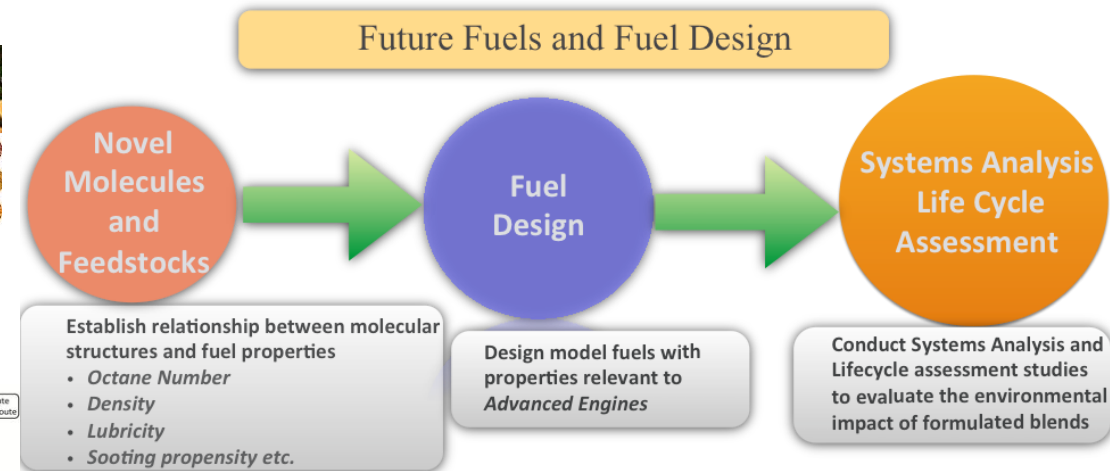 Future Fuels and Fuel Design
Novel
Molecules
and
Feedstocks
Fuel
Design
Systems Analysis
Life Cycle
Assessment
Establish relationship between molecular
structures and fuel properties
• Octane Number
• Density
• Lubricity
• Sooting propensity etc.
Design model fuels with
properties relevant to
Advanced Engines
Conduct Systems Analysis and
Lifecycle assessment studies
to evaluate the environmental
impact of formulated blends